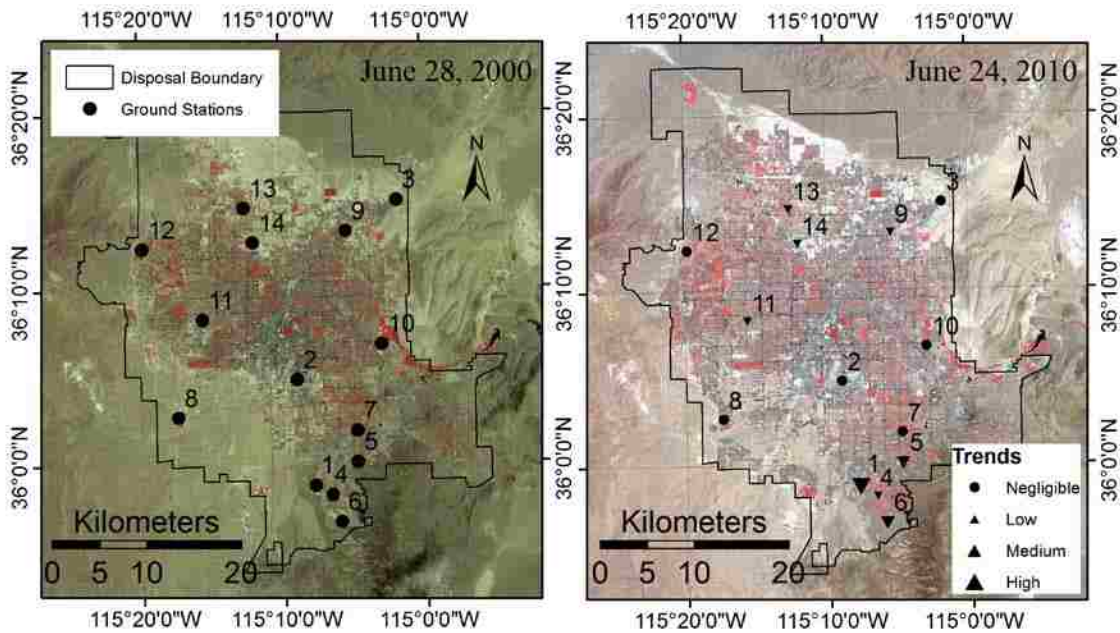 115°20'0"W 115°10'0"W 115°0'0"W
Disposal Boundary
Ground Stations
June 28, 2000
36°20'0"N
36°10'0"N
36°0'0"N
N
3
13
14
9
12
11
10
2
8
7
5
1
4
6
Kilometers
0 5 10 20
115°20'0"W 115°10'0"W 115°0'0"W
115°20'0"W 115°10'0"W 115°0'0"W
June 24, 2010
36°20'0"N
36°10'0"N
36°0'0"N
N
3
13
14
9
12
11
10
2
8
7
5
1
4
6
Trends
Negligible
Low
Medium
High
Kilometers
0 5 10 20
115°20'0"W 115°10'0"W 115°0'0"W